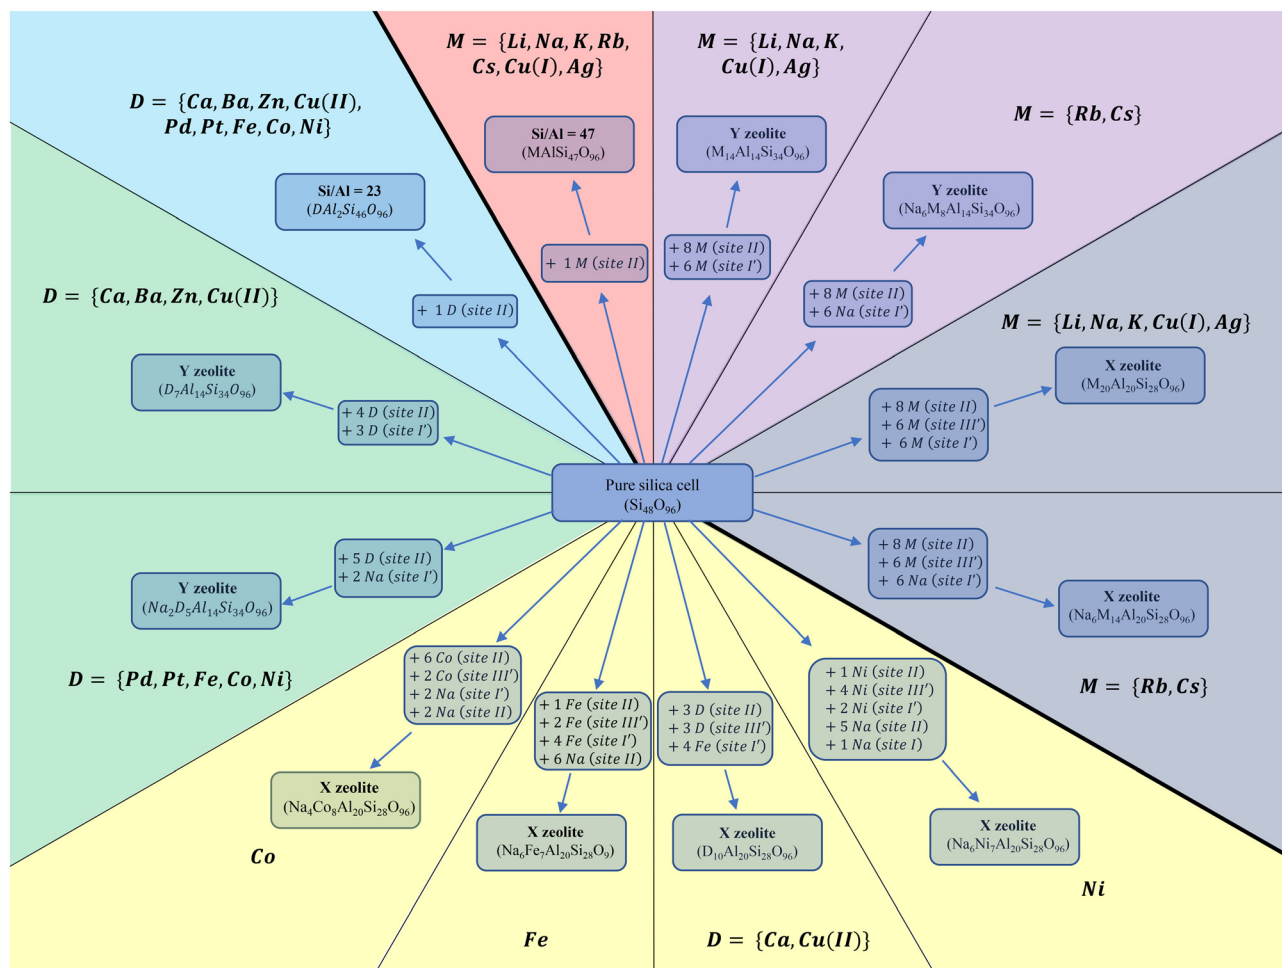 M = {Li, Na, K, Rb,
Cs, Cu(I), Ag}
M = {Li, Na, K,
Cu(I), Ag}
D = {Ca, Ba, Zn, Cu(II),
Pd, Pt, Fe, Co, Ni}
M = {Rb, Cs}
Si/Al = 47
(MAlSi₄₇O₉₆)
Y zeolite
(M₁₄Al₁₄Si₃₄O₉₆)
Si/Al = 23
(DAl₂Si₄₆O₉₆)
Y zeolite
(Na₆M₈Al₁₄Si₃₄O₉₆)
+ 1 M (site II)
+ 8 M (site II)
+ 6 M (site I′)
D = {Ca, Ba, Zn, Cu(II)}
+ 1 D (site II)
+ 8 M (site II)
+ 6 Na (site I′)
M = {Li, Na, K, Cu(I), Ag}
Y zeolite
(D₇Al₁₄Si₃₄O₉₆)
X zeolite
(M₂₀Al₂₀Si₂₈O₉₆)
+ 4 D (site II)
+ 3 D (site I′)
+ 8 M (site II)
+ 6 M (site III′)
+ 6 M (site I′)
Pure silica cell
(Si₄₈O₉₆)
+ 5 D (site II)
+ 2 Na (site I′)
+ 8 M (site II)
+ 6 M (site III′)
+ 6 Na (site I′)
Y zeolite
(Na₂D₅Al₁₄Si₃₄O₉₆)
X zeolite
(Na₆M₁₄Al₂₀Si₂₈O₉₆)
D = {Pd, Pt, Fe, Co, Ni}
M = {Rb, Cs}
+ 6 Co (site II)
+ 2 Co (site III′)
+ 2 Na (site I′)
+ 2 Na (site II)
+ 1 Fe (site II)
+ 2 Fe (site III′)
+ 4 Fe (site I′)
+ 6 Na (site II)
+ 3 D (site II)
+ 3 D (site III′)
+ 4 Fe (site I′)
+ 1 Ni (site II)
+ 4 Ni (site III′)
+ 2 Ni (site I′)
+ 5 Na (site II)
+ 1 Na (site I)
X zeolite
(Na₄Co₈Al₂₀Si₂₈O₉₆)
X zeolite
(Na₆Fe₇Al₂₀Si₂₈O₉)
X zeolite
(D₁₀Al₂₀Si₂₈O₉₆)
X zeolite
(Na₆Ni₇Al₂₀Si₂₈O₉₆)
Co
Ni
Fe
D = {Ca, Cu(II)}